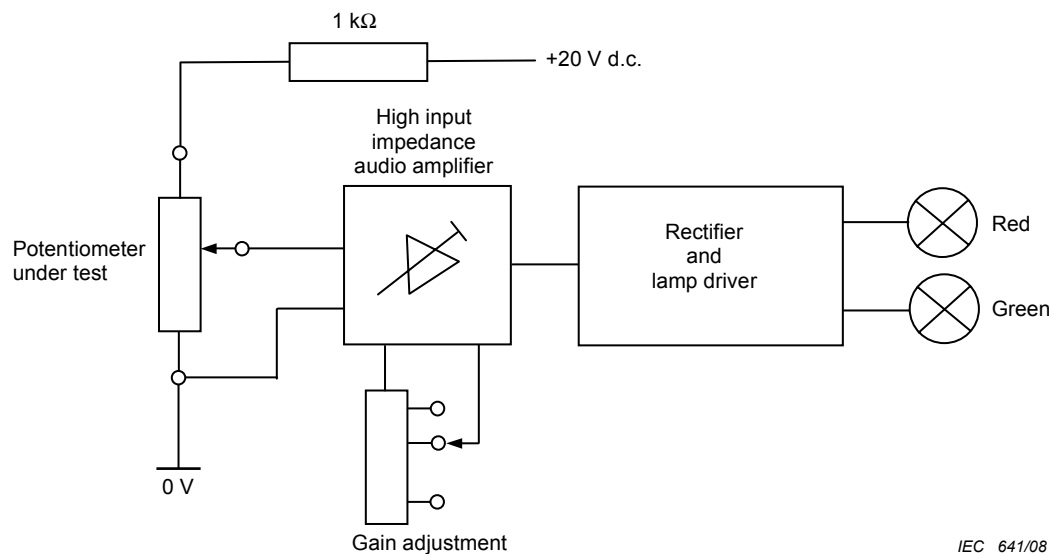 1 kΩ
+20 V d.c.
High input
impedance
audio amplifier
Potentiometer
under test
Rectifier
and
lamp driver
Red
Green
0 V
Gain adjustment
IEC 641/08